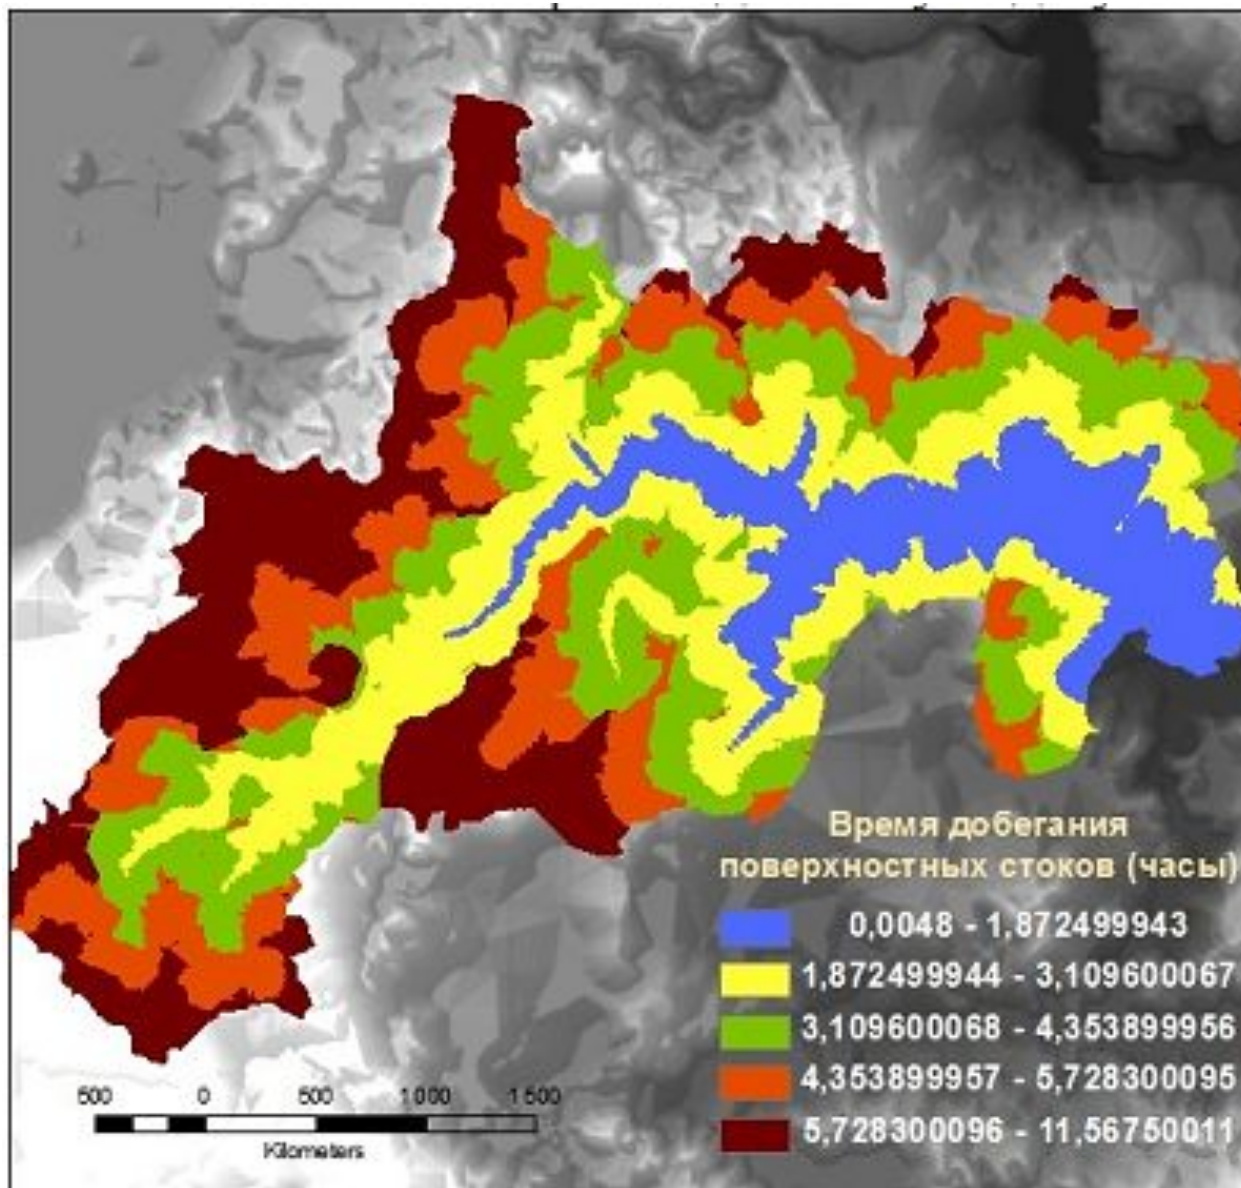 Время добегания
поверхностных стоков (часы)
0,0048 - 1,872499943
1,872499944 - 3,109600067
3,109600068 - 4,353899956
4,353899957 - 5,728300095
5,728300096 - 11,56750011
500 0 500 1 000 1 500
Kilometers